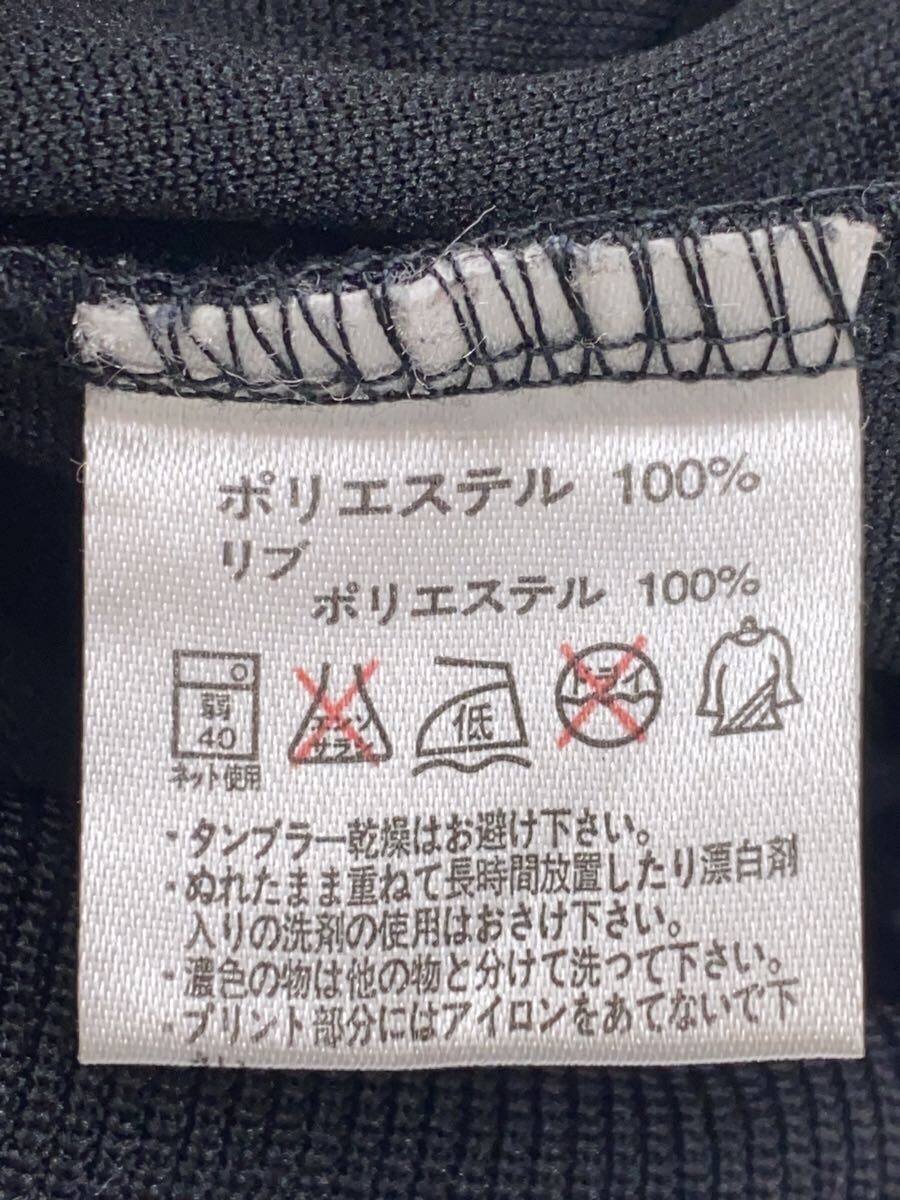 ポリエステル 100%
リブ
ポリエステル 100%
弱
40
ネット使用
エンソ
サラシ
低
ドライ
・タンブラー乾燥はお避け下さい。
・ぬれたまま重ねて長時間放置したり漂白剤
入りの洗剤の使用はおさけ下さい。
・濃色の物は他の物と分けて洗って下さい。
・プリント部分にはアイロンをあてないで下
さい